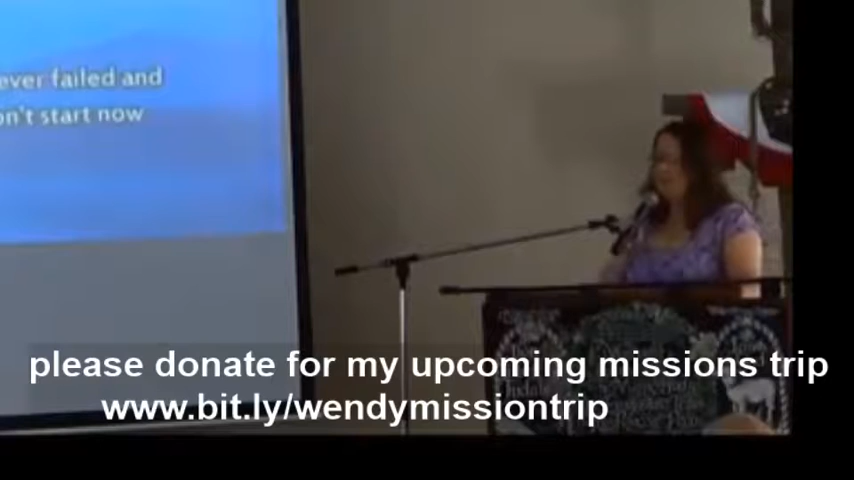 ever failed and
on't start now
please donate for my upcoming missions trip
www.bit.ly/wendymissiontrip